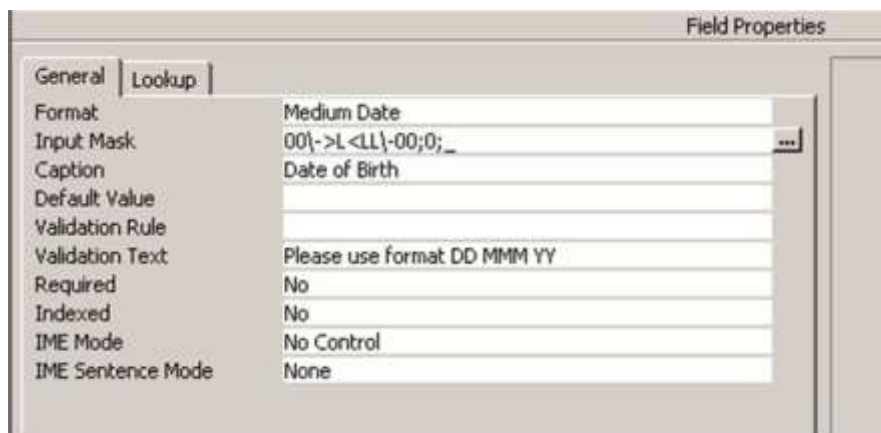 Field Properties
General Lookup
Format Medium Date
Input Mask 00\->L<LL\-00;0;_ ...
Caption Date of Birth
Default Value
Validation Rule
Validation Text Please use format DD MMM YY
Required No
Indexed No
IME Mode No Control
IME Sentence Mode None